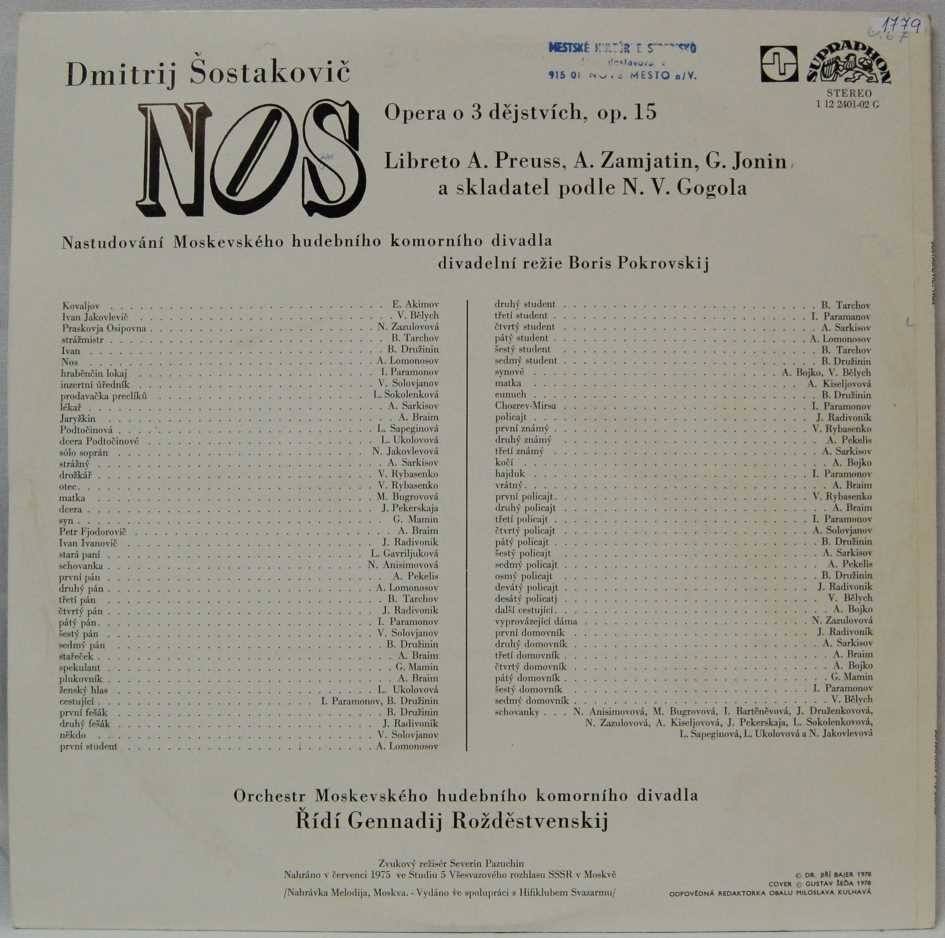 1779
MESTSKÉ
915 01 NOVÉ MESTO n/V.
SUPRAPHON
STEREO
1 12 2401-02 G
Dmitrij Šostakovič
NOS
Opera o 3 dějstvích, op. 15
Libreto A. Preuss, A. Zamjatin, G. Jonin
a skladatel podle N. V. Gogola
Nastudování Moskevského hudebního komorního divadla
divadelní režie Boris Pokrovskij
Kovaljov . . . E. Akimov
Ivan Jakovlevič . . . V. Bělych
Praskovja Osipovna . . . N. Zazulovová
strážmistr . . . B. Tarchov
Ivan . . . B. Družinin
Nos . . . A. Lomonosov
hraběnčin lokaj . . . I. Paramonov
inzertní úředník . . . V. Solovjanov
prodavačka preclíků . . . L. Sokolenková
lékař . . . A. Sarkisov
Jaryžkin . . . A. Braim
Podtočinová . . . L. Sapeginová
dcera Podtočinové . . . L. Ukolovová
sólo soprán . . . N. Jakovlevová
strážný . . . A. Sarkisov
drožkář . . . V. Rybasenko
otec . . . V. Rybasenko
matka . . . M. Bugrovová
dcera . . . J. Pekerskaja
syn . . . G. Mamin
Petr Fjodorovič . . . A. Braim
Ivan Ivanovič . . . J. Radivonik
stará paní . . . L. Gavriljuková
schovanka . . . N. Anisimovová
první pán . . . A. Pekelis
druhý pán . . . A. Lomonosov
třetí pán . . . B. Tarchov
čtvrtý pán . . . J. Radivonik
pátý pán . . . I. Paramonov
šestý pán . . . V. Solovjanov
sedmý pán . . . B. Družinin
stařeček . . . A. Braim
spekulant . . . G. Mamin
plukovník . . . A. Braim
ženský hlas . . . L. Ukolovová
cestující . . . I. Paramonov, B. Družinin
první fešák . . . B. Družinin
druhý fešák . . . J. Radivonik
někdo . . . V. Solovjanov
první student . . . A. Lomonosov
druhý student . . . B. Tarchov
třetí student . . . I. Paramanov
čtvrtý student . . . A. Sarkisov
pátý student . . . A. Lomonosov
šestý student . . . B. Tarchov
sedmý student . . . B. Družinin
synové . . . A. Bojko, V. Bělych
matka . . . A. Kiseljovová
eunuch . . . B. Družinin
Chozrev-Mirsa . . . I. Paramonov
policajt . . . J. Radivonik
první známý . . . V. Rybasenko
druhý známý . . . A. Pekelis
třetí známý . . . A. Sarkisov
kočí . . . A. Bojko
hajduk . . . I. Paramonov
vrátný . . . A. Braim
první policajt . . . V. Rybasenko
druhý policajt . . . A. Braim
třetí policajt . . . I. Paramonov
čtvrtý policajt . . . A. Solovjanov
pátý policajt . . . B. Družinin
šestý policajt . . . A. Sarkisov
sedmý policajt . . . A. Pekelis
osmý policajt . . . B. Družinin
devátý policajt . . . J. Radivonik
desátý policatj . . . V. Bělych
další cestující . . . A. Bojko
vyprovázející dáma . . . N. Zazulovová
první domovník . . . J. Radivonik
druhý domovník . . . A. Sarkisov
třetí domovník . . . A. Braim
čtvrtý domovník . . . A. Bojko
pátý domovník . . . G. Mamin
šestý domovník . . . I. Paramonov
sedmý domovník . . . V. Bělych
schovanky . . . N. Anisimovová, M. Bugrovová, I. Bartěněvová, J. Druženkovová,
N. Zazulovová, A. Kiseljovová, J. Pekerskaja, L. Sokolenkovová,
L. Sapeginová, L. Ukolovová a N. Jakovlevová
Orchestr Moskevského hudebního komorního divadla
Řídí Gennadij Rožděstvenskij
Zvukový režisér Severin Pazuchin
Nahráno v červenci 1975 ve Studiu 5 Všesvazového rozhlasu SSSR v Moskvě
/Nahrávka Melodija, Moskva. - Vydáno ve spolupráci s Hifiklubem Svazarmu/
© DR. JIŘÍ BAJER 1978
COVER © GUSTAV ŠEĎA 1978
ODPOVĚDNÁ REDAKTORKA OBALU MILOSLAVA KULHAVÁ